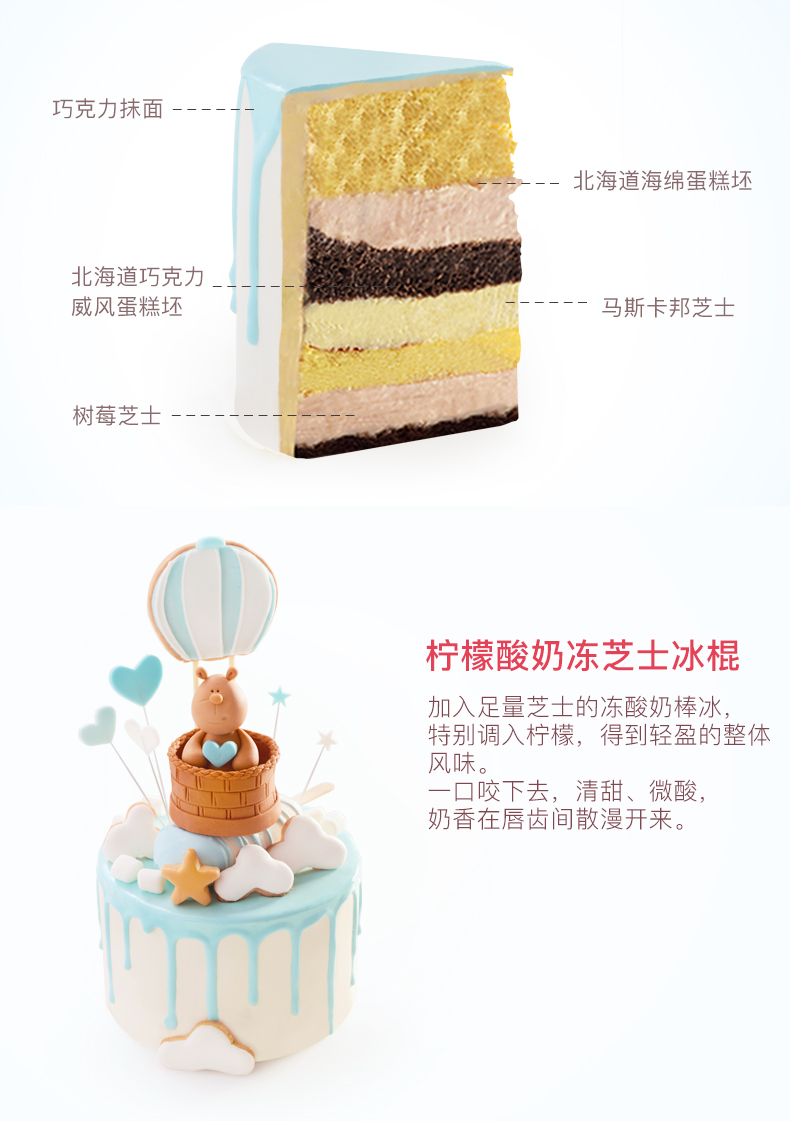 巧克力抹面
北海道海绵蛋糕坯
北海道巧克力
威风蛋糕坯
马斯卡邦芝士
树莓芝士
柠檬酸奶冻芝士冰棍
加入足量芝士的冻酸奶棒冰，
特别调入柠檬，得到轻盈的整体
风味。
一口咬下去，清甜、微酸，
奶香在唇齿间散漫开来。